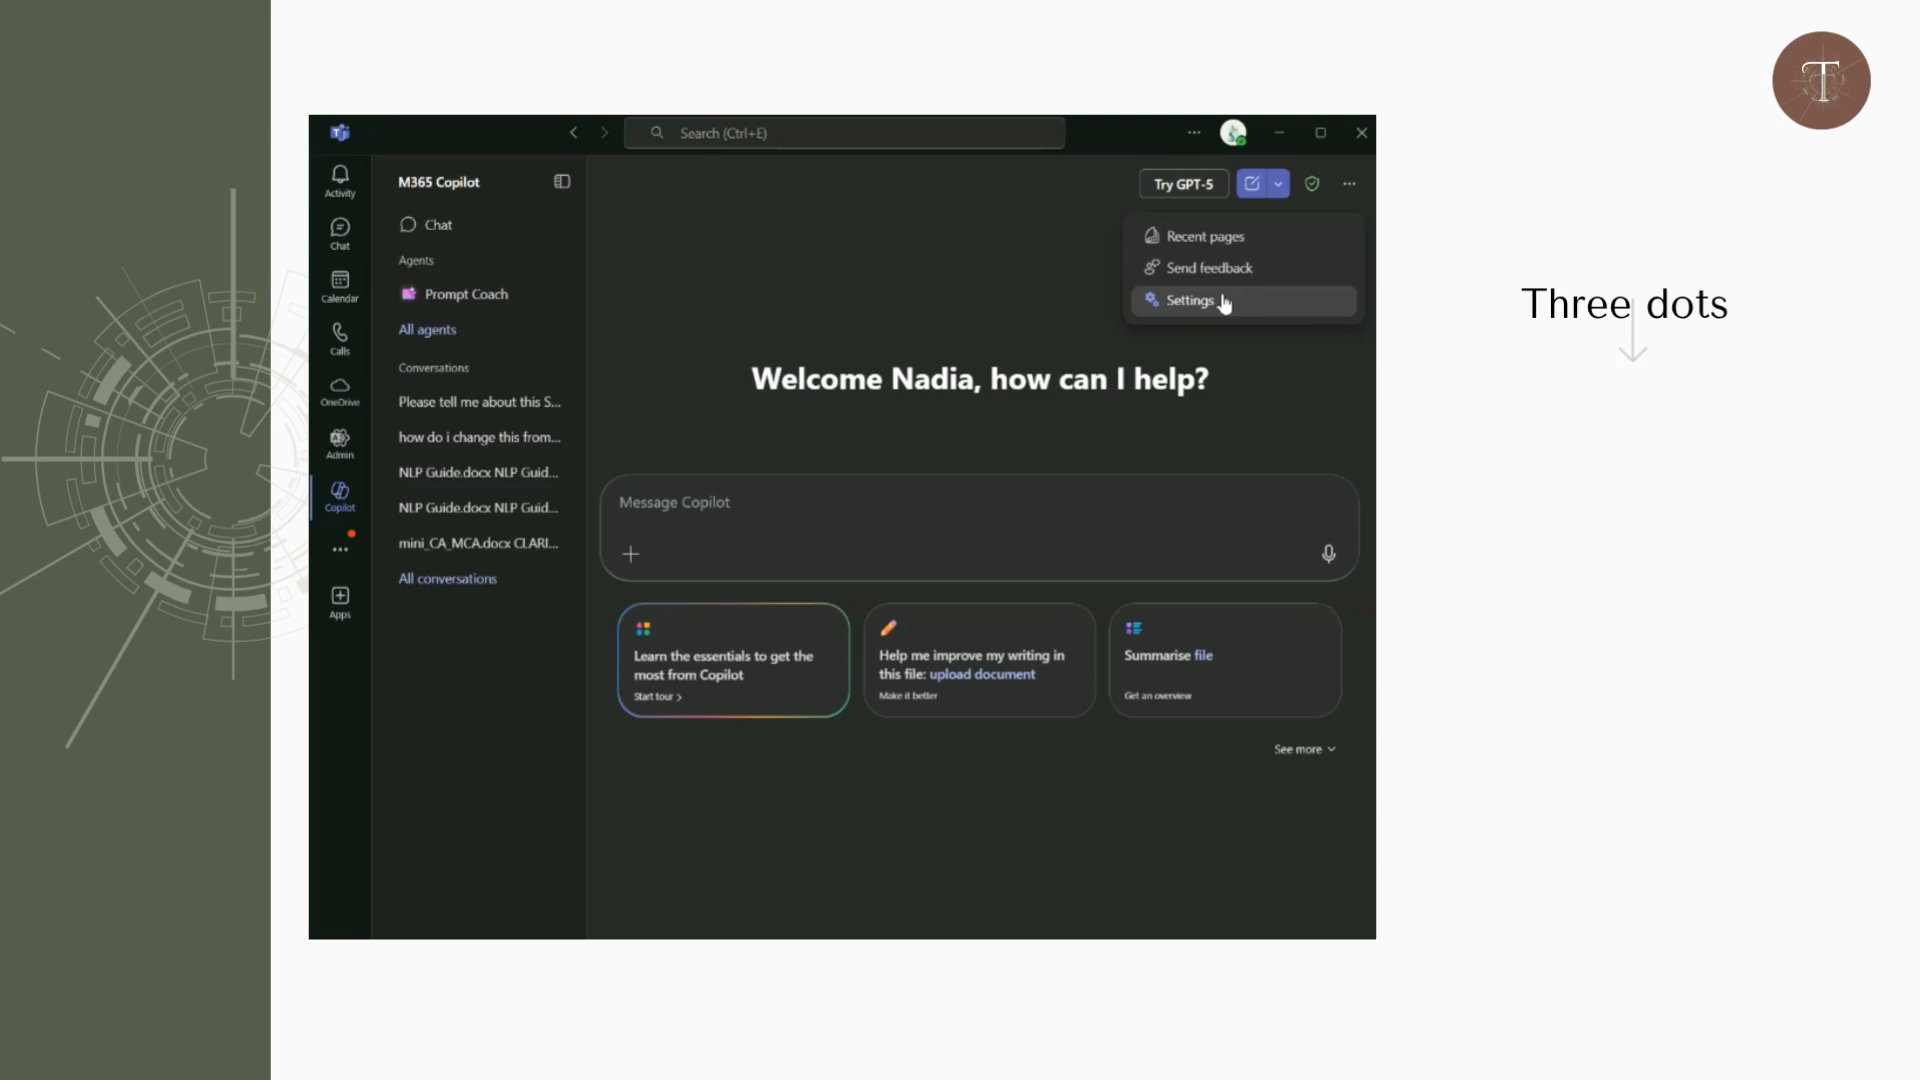 T
Search (Ctrl+E)
Activity
Chat
Calendar
Calls
OneDrive
Admin
Copilot
Apps
M365 Copilot
Chat
Agents
Prompt Coach
All agents
Conversations
Please tell me about this S...
how do i change this from...
NLP Guide.docx NLP Guid...
NLP Guide.docx NLP Guid...
mini_CA_MCA.docx CLARI...
All conversations
Try GPT-5
Recent pages
Send feedback
Settings
Welcome Nadia, how can I help?
Message Copilot
Learn the essentials to get the
most from Copilot
Start tour >
Help me improve my writing in
this file: upload document
Make it better
Summarise file
Get an overview
See more
Three dots